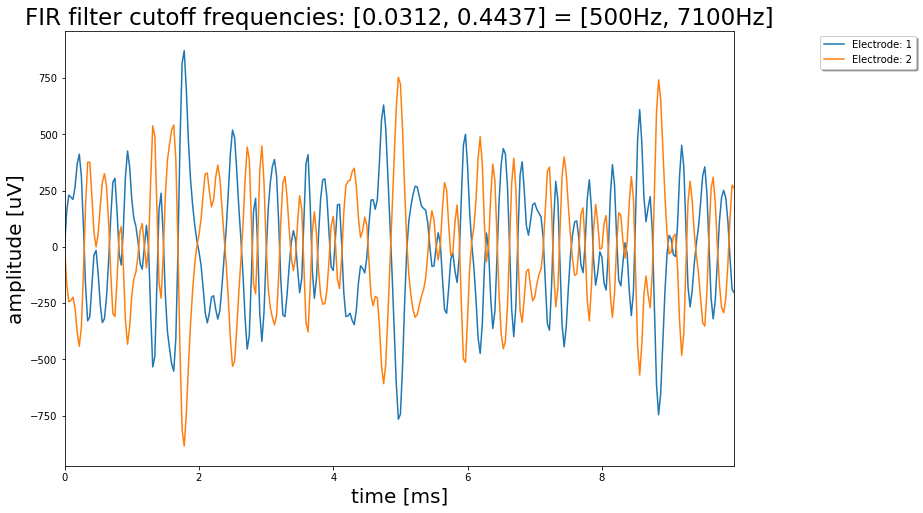 FIR filter cutoff frequencies: [0.0312, 0.4437] = [500Hz, 7100Hz]
Electrode: 1
Electrode: 2
amplitude [uV]
750
500
250
0
−250
−500
−750
0 2 4 6 8
time [ms]